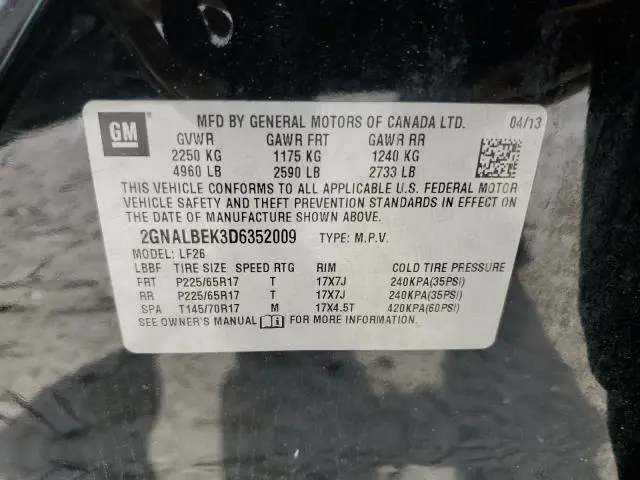 GM
MFD BY GENERAL MOTORS OF CANADA LTD. 04/13
GVWR GAWR FRT GAWR RR
2250 KG 1175 KG 1240 KG
4960 LB 2590 LB 2733 LB
THIS VEHICLE CONFORMS TO ALL APPLICABLE U.S. FEDERAL MOTOR
VEHICLE SAFETY AND THEFT PREVENTION STANDARDS IN EFFECT ON
THE DATE OF MANUFACTURE SHOWN ABOVE.
2GNALBEK3D6352009 TYPE: M.P.V.
MODEL: LF26
LBBF TIRE SIZE SPEED RTG RIM COLD TIRE PRESSURE
FRT P225/65R17 T 17X7J 240KPA(35PSI)
RR P225/65R17 T 17X7J 240KPA(35PSI)
SPA T145/70R17 M 17X4.5T 420KPA(60PSI)
SEE OWNER'S MANUAL FOR MORE INFORMATION.